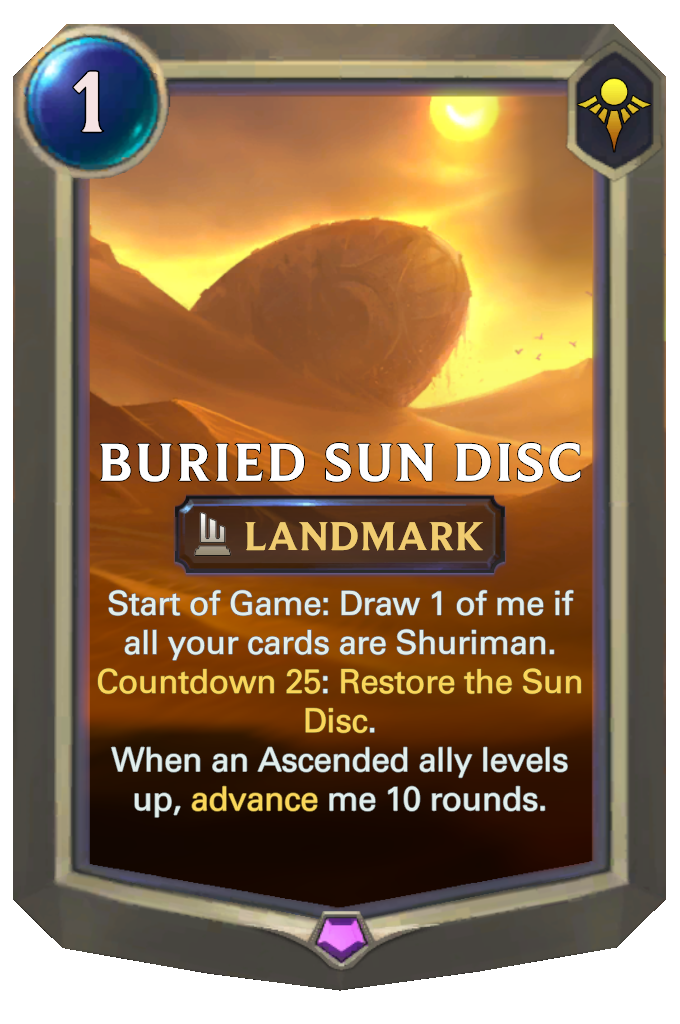 1
BURIED SUN DISC
LANDMARK
Start of Game: Draw 1 of me if
all your cards are Shuriman.
Countdown 25: Restore the Sun
Disc.
When an Ascended ally levels
up, advance me 10 rounds.